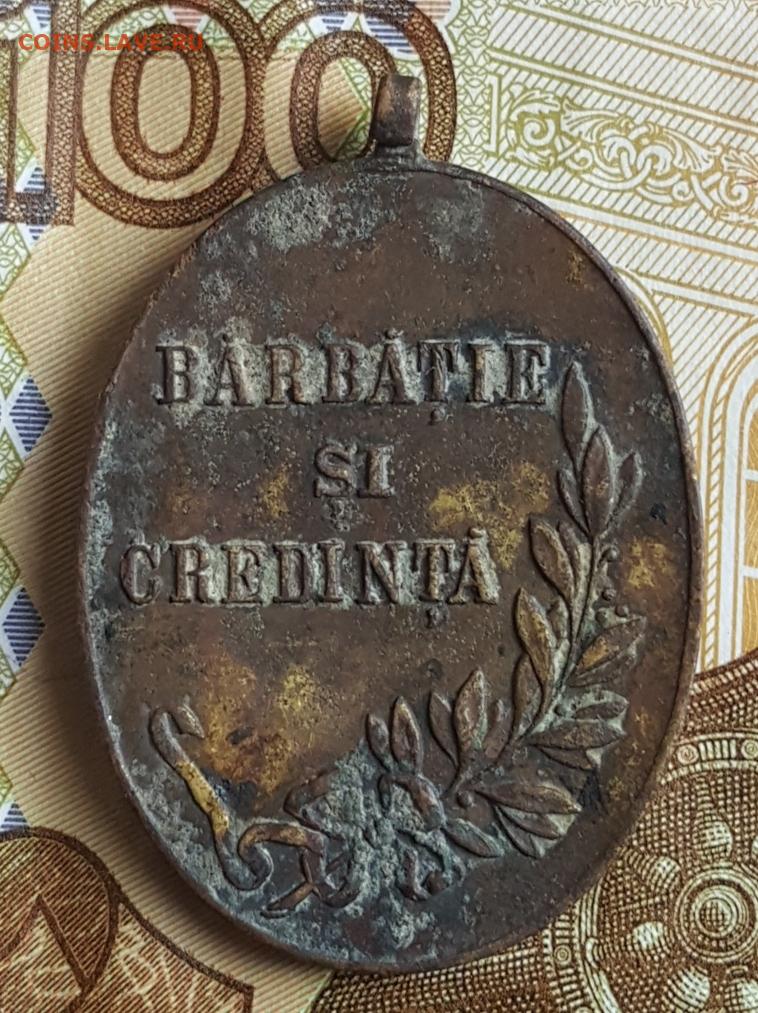 COINS.LAVE.RU
100
BĂRBĂȚIE
ȘI
CREDINȚĂ